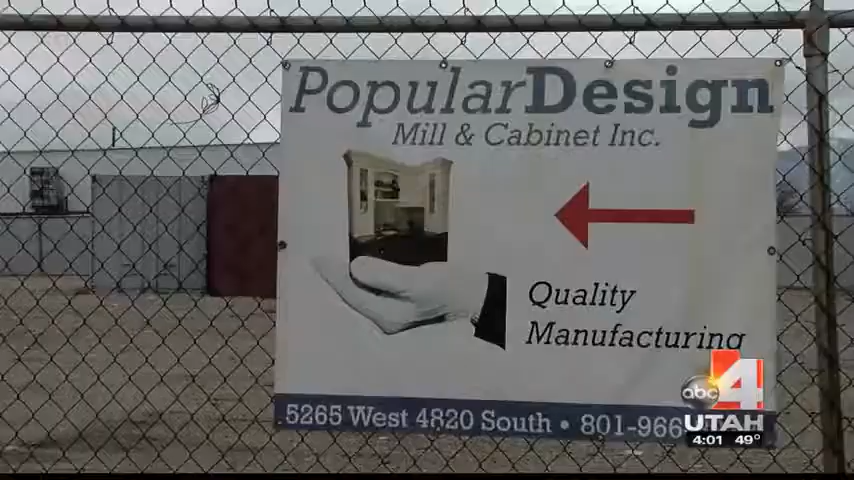 PopularDesign
Mill & Cabinet Inc.
Quality
Manufacturing
5265 West 4820 South • 801-966
abc 4
UTAH
4:01 49°